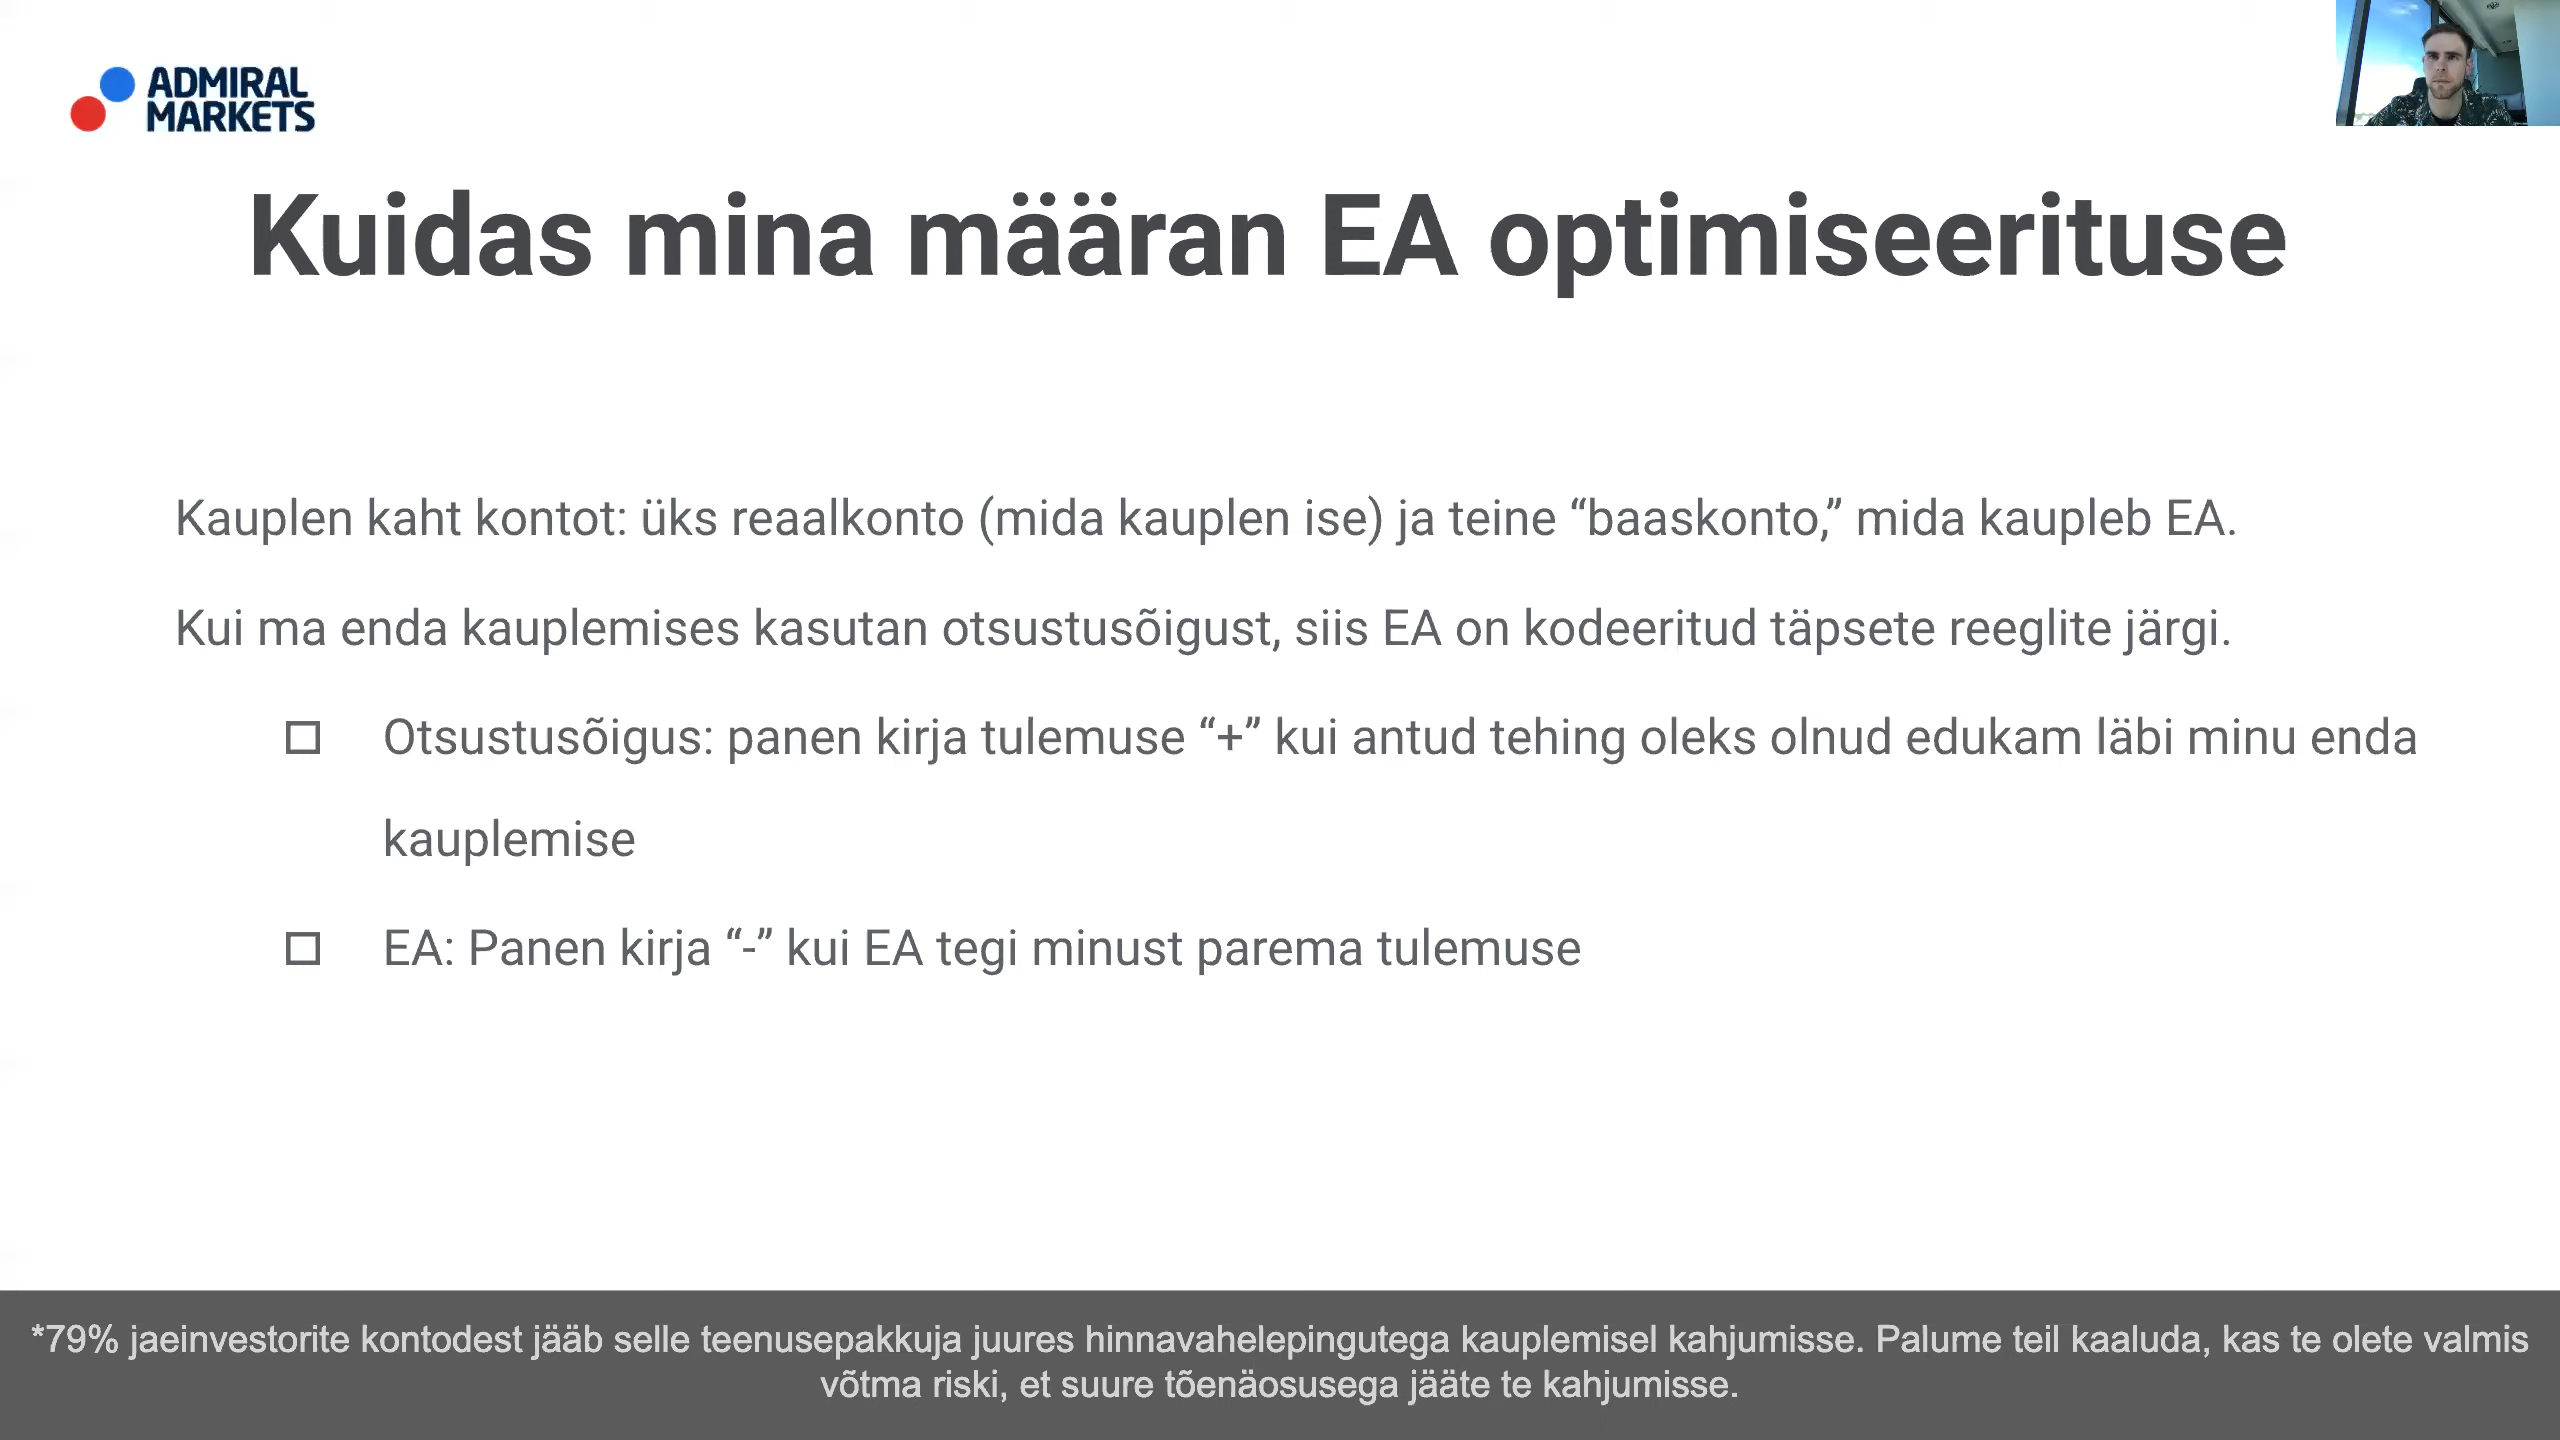 ADMIRAL
MARKETS
Kuidas mina määran EA optimiseerituse
Kauplen kaht kontot: üks reaalkonto (mida kauplen ise) ja teine “baaskonto,” mida kaupleb EA.
Kui ma enda kauplemises kasutan otsustusõigust, siis EA on kodeeritud täpsete reeglite järgi.
Otsustusõigus: panen kirja tulemuse “+” kui antud tehing oleks olnud edukam läbi minu enda
kauplemise
EA: Panen kirja “-” kui EA tegi minust parema tulemuse
*79% jaeinvestorite kontodest jääb selle teenusepakkuja juures hinnavahelepingutega kauplemisel kahjumisse. Palume teil kaaluda, kas te olete valmis
võtma riski, et suure tõenäosusega jääte te kahjumisse.